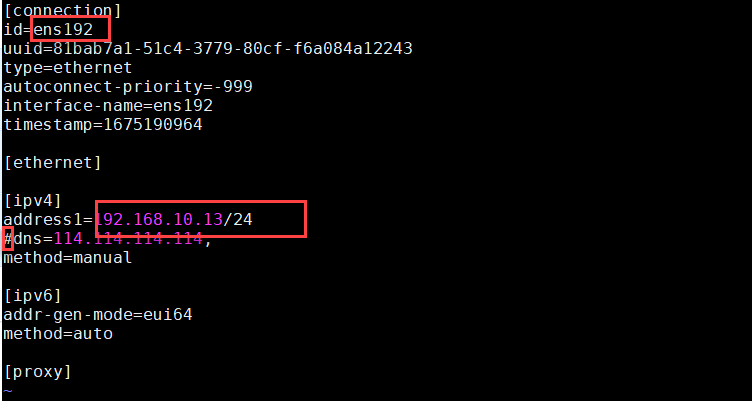 [connection]
id=ens192
uuid=81bab7a1-51c4-3779-80cf-f6a084a12243
type=ethernet
autoconnect-priority=-999
interface-name=ens192
timestamp=1675190964
[ethernet]
[ipv4]
address1=192.168.10.13/24
#dns=114.114.114.114,
method=manual
[ipv6]
addr-gen-mode=eui64
method=auto
[proxy]
~